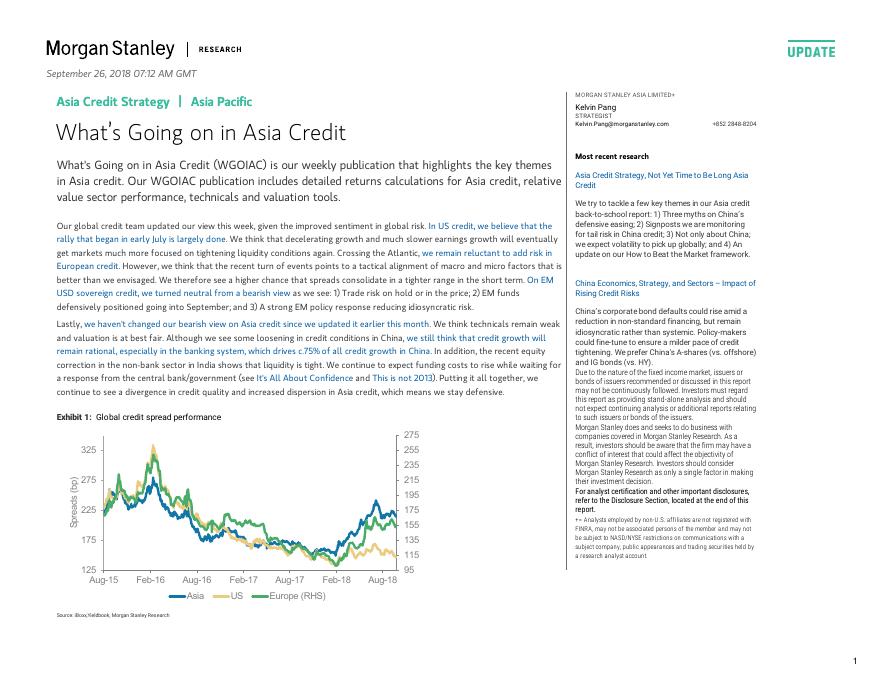 Morgan Stanley | RESEARCH
UPDATE
September 26, 2018 07:12 AM GMT
Asia Credit Strategy | Asia Pacific
What's Going on in Asia Credit
What's Going on in Asia Credit (WGOIAC) is our weekly publication that highlights the key themes
in Asia credit. Our WGOIAC publication includes detailed returns calculations for Asia credit, relative
value sector performance, technicals and valuation tools.
Our global credit team updated our view this week, given the improved sentiment in global risk. In US credit, we believe that the
rally that began in early July is largely done. We think that decelerating growth and much slower earnings growth will eventually
get markets much more focused on tightening liquidity conditions again. Crossing the Atlantic, we remain reluctant to add risk in
European credit. However, we think that the recent turn of events points to a tactical alignment of macro and micro factors that is
better than we envisaged. We therefore see a higher chance that spreads consolidate in a tighter range in the short term. On EM
USD sovereign credit, we turned neutral from a bearish view as we see: 1) Trade risk on hold or in the price; 2) EM funds
defensively positioned going into September; and 3) A strong EM policy response reducing idiosyncratic risk.
Lastly, we haven't changed our bearish view on Asia credit since we updated it earlier this month. We think technicals remain weak
and valuation is at best fair. Although we see some loosening in credit conditions in China, we still think that credit growth will
remain rational, especially in the banking system, which drives c.75% of all credit growth in China. In addition, the recent equity
correction in the non-bank sector in India shows that liquidity is tight. We continue to expect funding costs to rise while waiting for
a response from the central bank/government (see It's All About Confidence and This is not 2013). Putting it all together, we
continue to see a divergence in credit quality and increased dispersion in Asia credit, which means we stay defensive.
Exhibit 1: Global credit spread performance
Spreads (bp)
325
275
225
175
125
275
255
235
215
195
175
155
135
115
95
Aug-15 Feb-16 Aug-16 Feb-17 Aug-17 Feb-18 Aug-18
Asia US Europe (RHS)
Source: iBoxx,Yieldbook, Morgan Stanley Research
MORGAN STANLEY ASIA LIMITED+
Kelvin Pang
STRATEGIST
Kelvin.Pang@morganstanley.com +852 2848-8204
Most recent research
Asia Credit Strategy, Not Yet Time to Be Long Asia
Credit
We try to tackle a few key themes in our Asia credit
back-to-school report: 1) Three myths on China's
defensive easing; 2) Signposts we are monitoring
for tail risk in China credit; 3) Not only about China;
we expect volatility to pick up globally; and 4) An
update on our How to Beat the Market framework.
China Economics, Strategy, and Sectors – Impact of
Rising Credit Risks
China's corporate bond defaults could rise amid a
reduction in non-standard financing, but remain
idiosyncratic rather than systemic. Policy-makers
could fine-tune to ensure a milder pace of credit
tightening. We prefer China's A-shares (vs. offshore)
and IG bonds (vs. HY).
Due to the nature of the fixed income market, issuers or
bonds of issuers recommended or discussed in this report
may not be continuously followed. Investors must regard
this report as providing stand-alone analysis and should
not expect continuing analysis or additional reports relating
to such issuers or bonds of the issuers.
Morgan Stanley does and seeks to do business with
companies covered in Morgan Stanley Research. As a
result, investors should be aware that the firm may have a
conflict of interest that could affect the objectivity of
Morgan Stanley Research. Investors should consider
Morgan Stanley Research as only a single factor in making
their investment decision.
For analyst certification and other important disclosures,
refer to the Disclosure Section, located at the end of this
report.
+= Analysts employed by non-U.S. affiliates are not registered with
FINRA, may not be associated persons of the member and may not
be subject to NASD/NYSE restrictions on communications with a
subject company, public appearances and trading securities held by
a research analyst account.
1